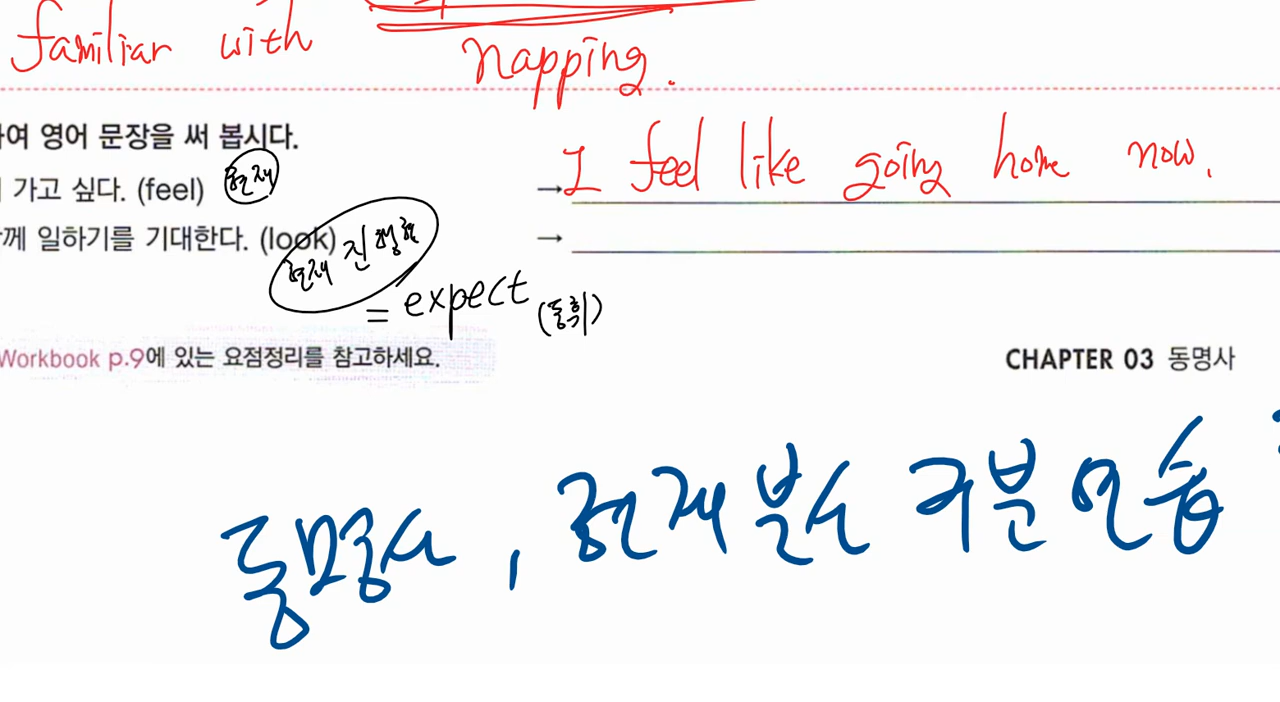 familiar with
napping.
하여 영어 문장을 써 봅시다.
가고 싶다. (feel) 현재 → I feel like going home now.
함께 일하기를 기대한다. (look) →
현재 진행형
= expect (동휘)
Workbook p.9에 있는 요점정리를 참고하세요.
CHAPTER 03 동명사
동명사, 현재분사 구분 연습